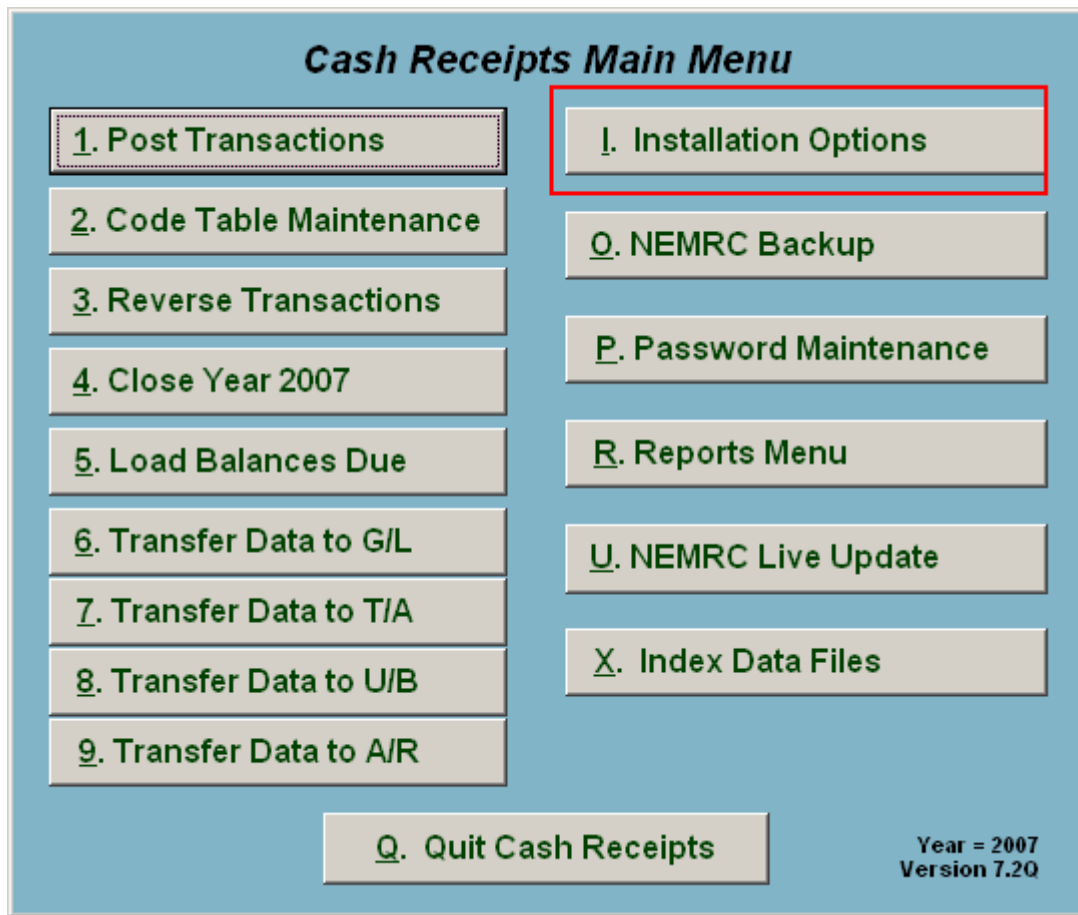 Cash Receipts Main Menu
1. Post Transactions
2. Code Table Maintenance
3. Reverse Transactions
4. Close Year 2007
5. Load Balances Due
6. Transfer Data to G/L
7. Transfer Data to T/A
8. Transfer Data to U/B
9. Transfer Data to A/R
I. Installation Options
O. NEMRC Backup
P. Password Maintenance
R. Reports Menu
U. NEMRC Live Update
X. Index Data Files
Q. Quit Cash Receipts
Year = 2007
Version 7.2Q